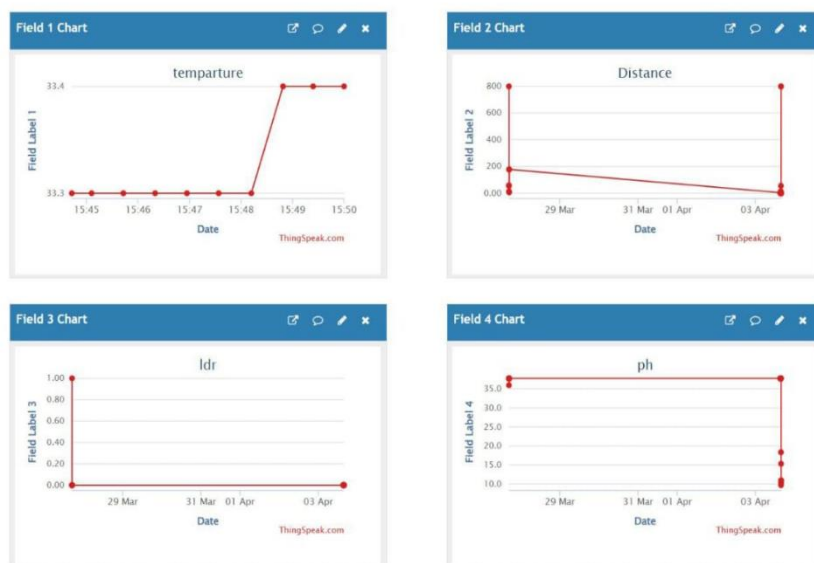 Field 1 Chart
temparture
33.4
33.3
Field Label 1
15:45 15:46 15:47 15:48 15:49 15:50
Date
ThingSpeak.com
Field 2 Chart
Distance
800
600
400
200
0.00
Field Label 2
29 Mar 31 Mar 01 Apr 03 Apr
Date
ThingSpeak.com
Field 3 Chart
ldr
1.00
0.80
0.60
0.40
0.20
0.00
Field Label 3
29 Mar 31 Mar 01 Apr 03 Apr
Date
ThingSpeak.com
Field 4 Chart
ph
35.0
30.0
25.0
20.0
15.0
10.0
Field Label 4
29 Mar 31 Mar 01 Apr 03 Apr
Date
ThingSpeak.com